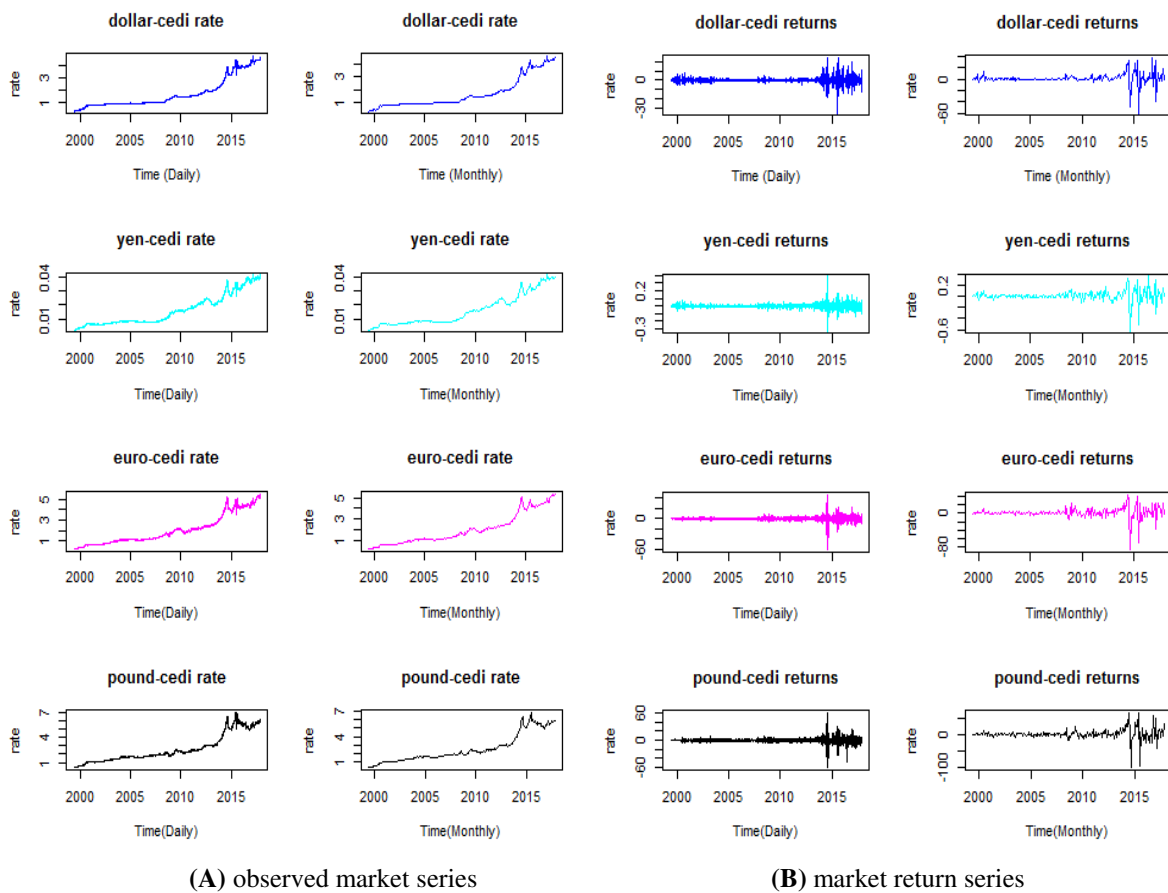 dollar-cedi rate
rate
1 3
2000 2005 2010 2015
Time (Daily)
dollar-cedi rate
rate
1 3
2000 2005 2010 2015
Time (Monthly)
dollar-cedi returns
rate
-30 0
2000 2005 2010 2015
Time (Daily)
dollar-cedi returns
rate
-60 0
2000 2005 2010 2015
Time (Monthly)
yen-cedi rate
rate
0.01 0.04
2000 2005 2010 2015
Time(Daily)
yen-cedi rate
rate
0.01 0.04
2000 2005 2010 2015
Time(Monthly)
yen-cedi returns
rate
-0.3 0.2
2000 2005 2010 2015
Time(Daily)
yen-cedi returns
rate
-0.6 0.2
2000 2005 2010 2015
Time(Monthly)
euro-cedi rate
rate
1 3 5
2000 2005 2010 2015
Time(Daily)
euro-cedi rate
rate
1 3 5
2000 2005 2010 2015
Time(Monthly)
euro-cedi returns
rate
-60 0
2000 2005 2010 2015
Time(Daily)
euro-cedi returns
rate
-80 0
2000 2005 2010 2015
Time(Monthly)
pound-cedi rate
rate
1 4 7
2000 2005 2010 2015
Time(Daily)
pound-cedi rate
rate
1 4 7
2000 2005 2010 2015
Time(Monthly)
pound-cedi returns
rate
-60 0 60
2000 2005 2010 2015
Time(Daily)
pound-cedi returns
rate
-100 0
2000 2005 2010 2015
Time(Monthly)
(A) observed market series
(B) market return series